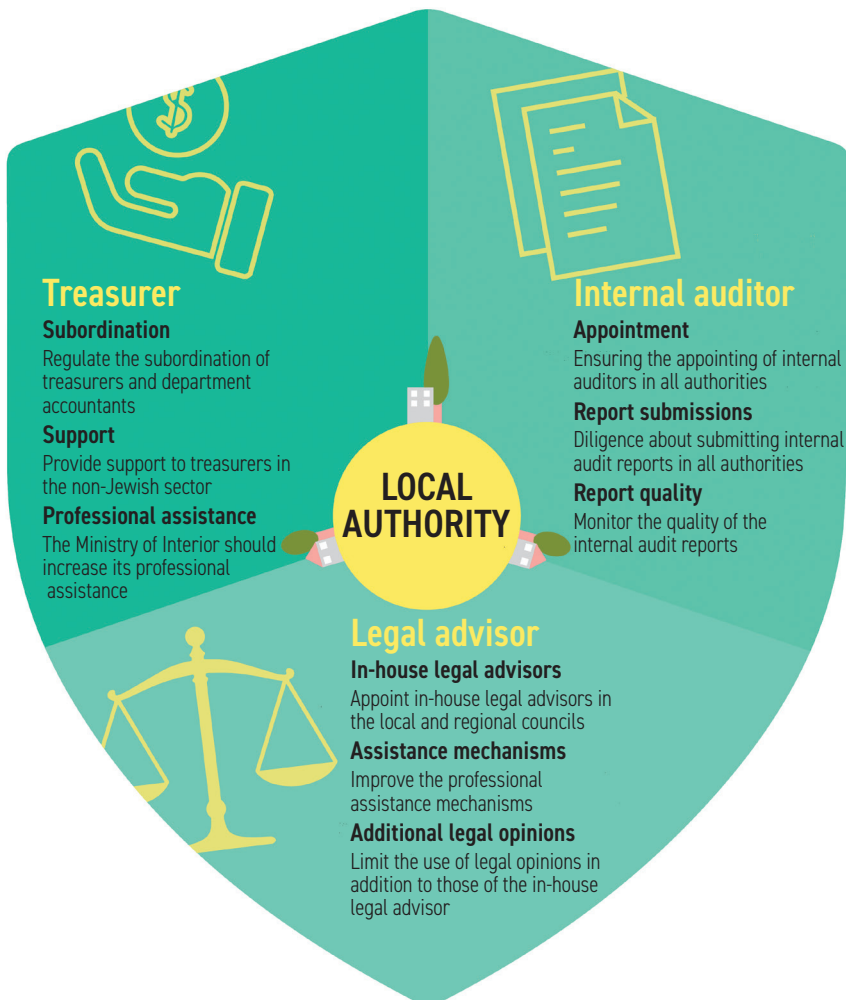 Treasurer
Subordination
Regulate the subordination of
treasurers and department
accountants
Support
Provide support to treasurers in
the non-Jewish sector
Professional assistance
The Ministry of Interior should
increase its professional
assistance
Internal auditor
Appointment
Ensuring the appointing of internal
auditors in all authorities
Report submissions
Diligence about submitting internal
audit reports in all authorities
Report quality
Monitor the quality of the
internal audit reports
LOCAL
AUTHORITY
Legal advisor
In-house legal advisors
Appoint in-house legal advisors in
the local and regional councils
Assistance mechanisms
Improve the professional
assistance mechanisms
Additional legal opinions
Limit the use of legal opinions in
addition to those of the in-house
legal advisor